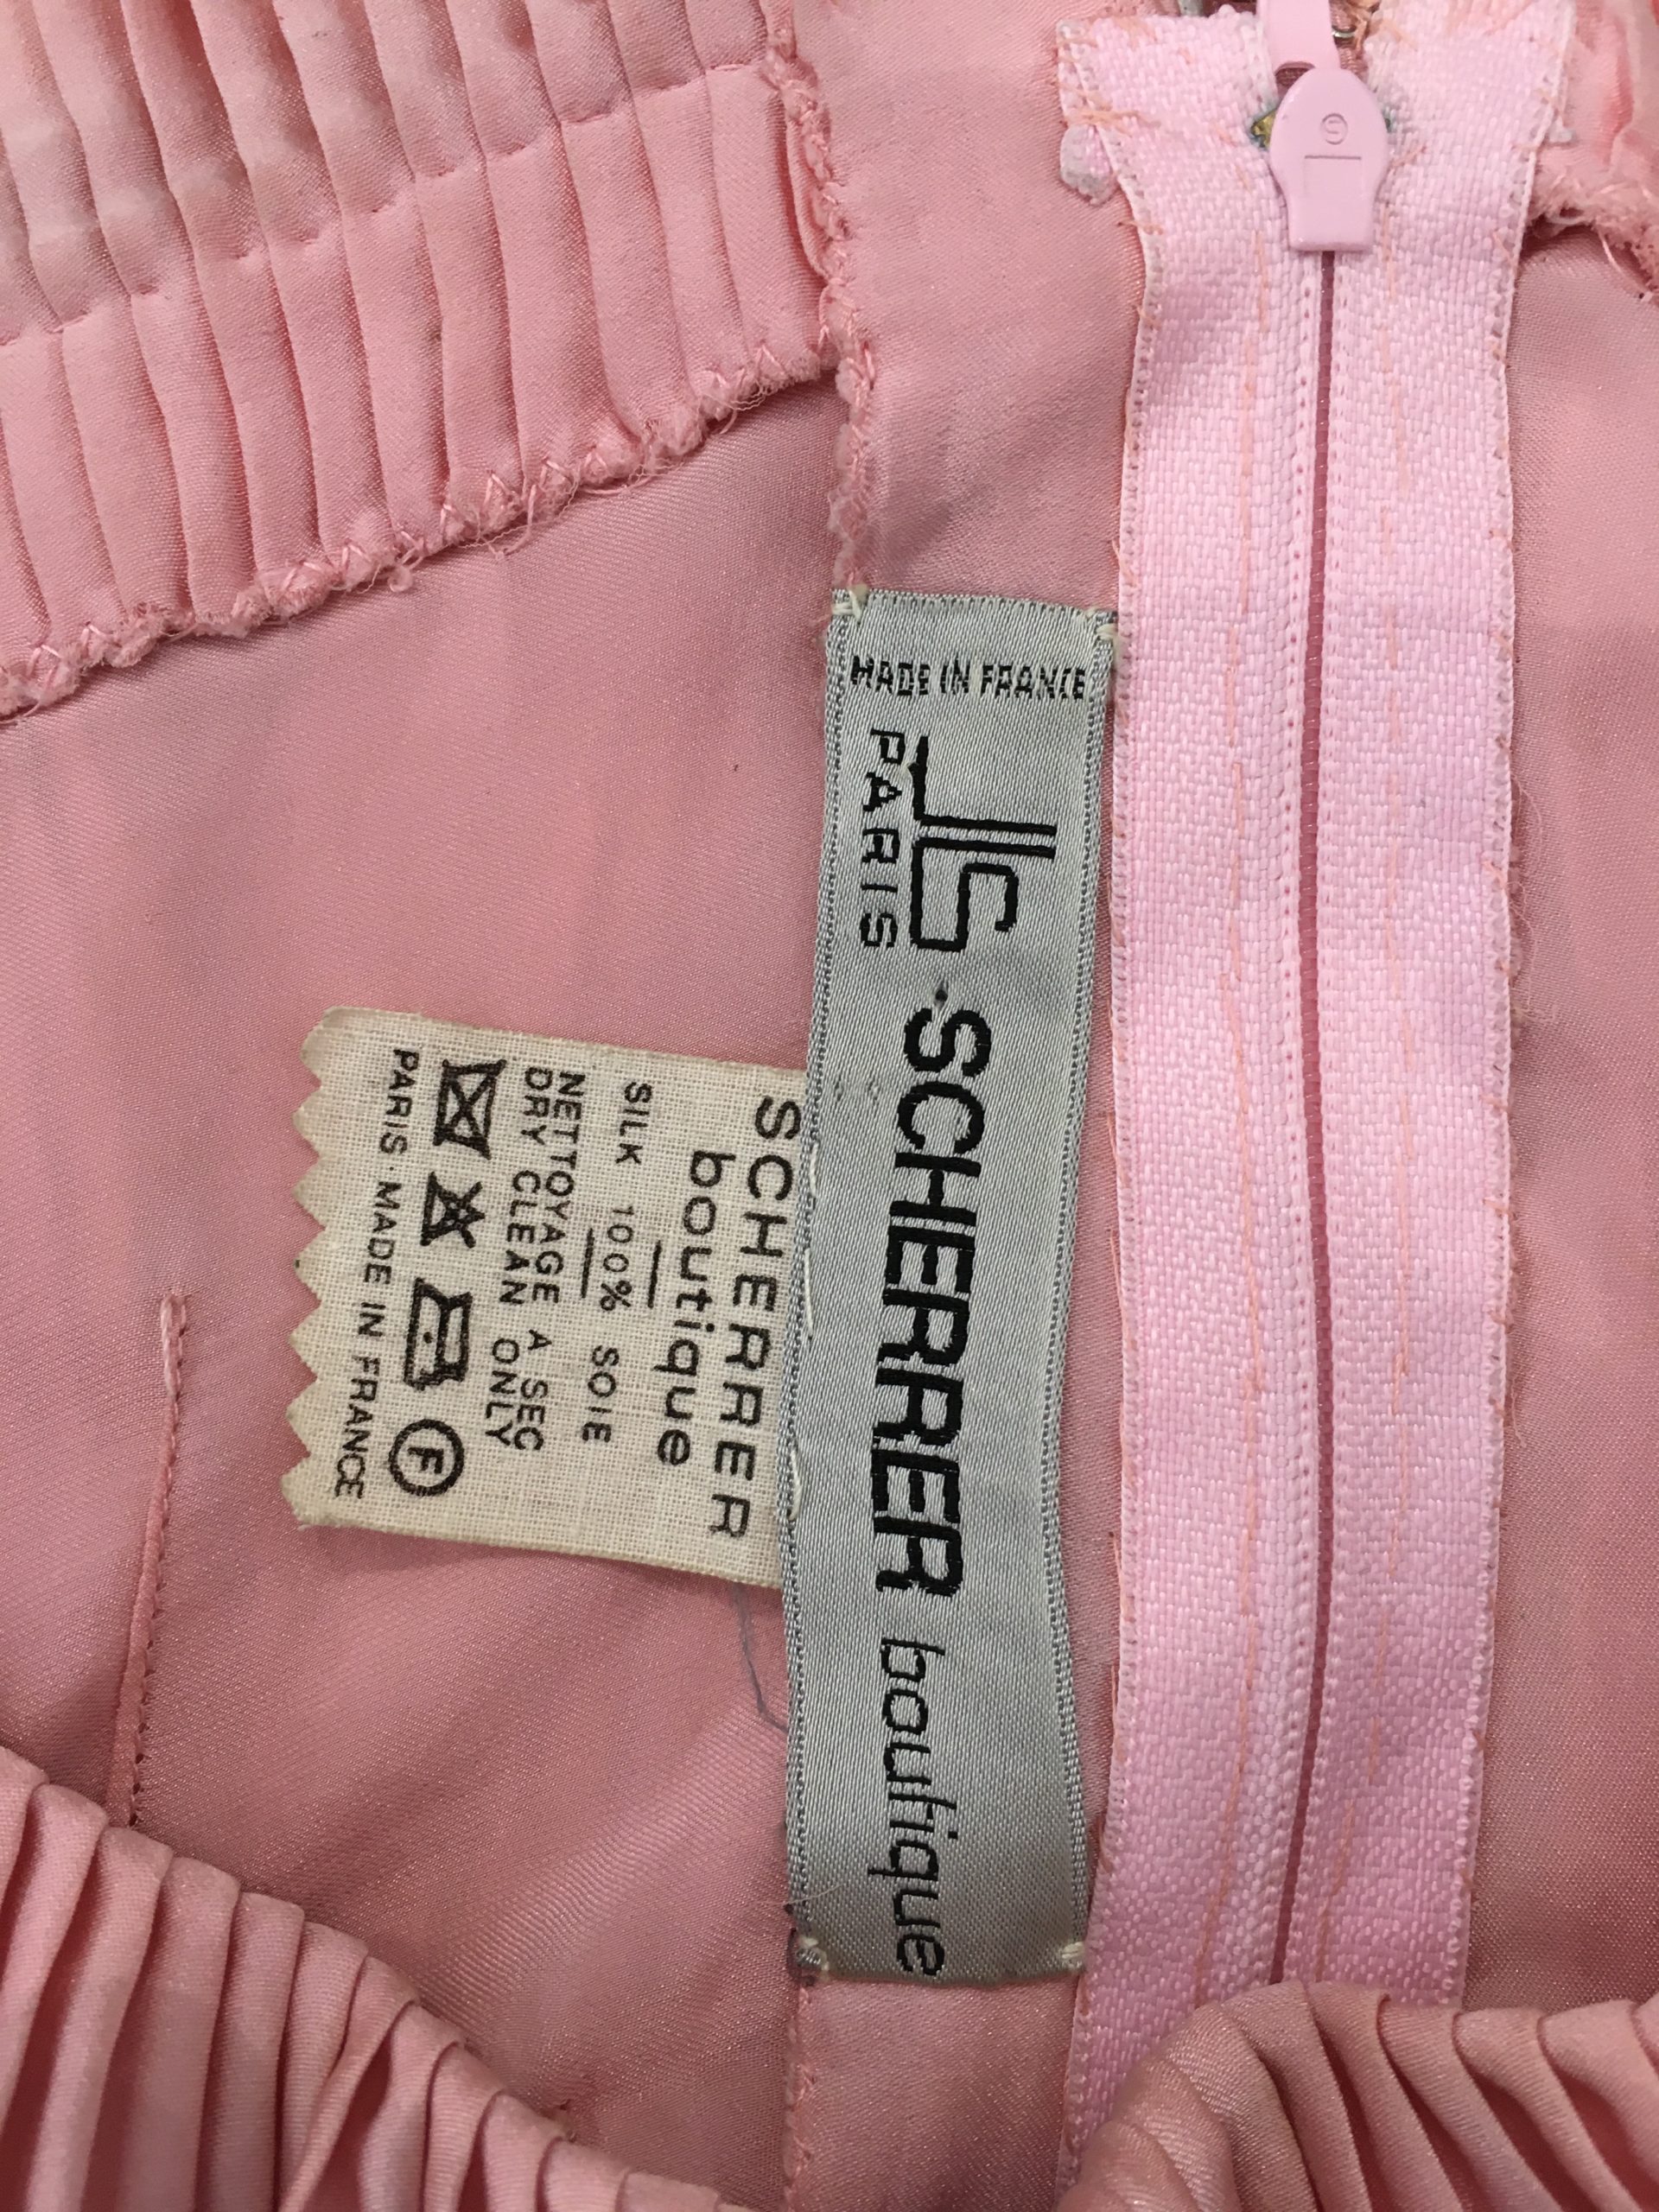 MADE IN FRANCE
JLS
PARIS
SCHERRER boutique
SCHERRER
boutique
SILK 100% SOIE
NETTOYAGE A SEC
DRY CLEAN ONLY
F
PARIS · MADE IN FRANCE